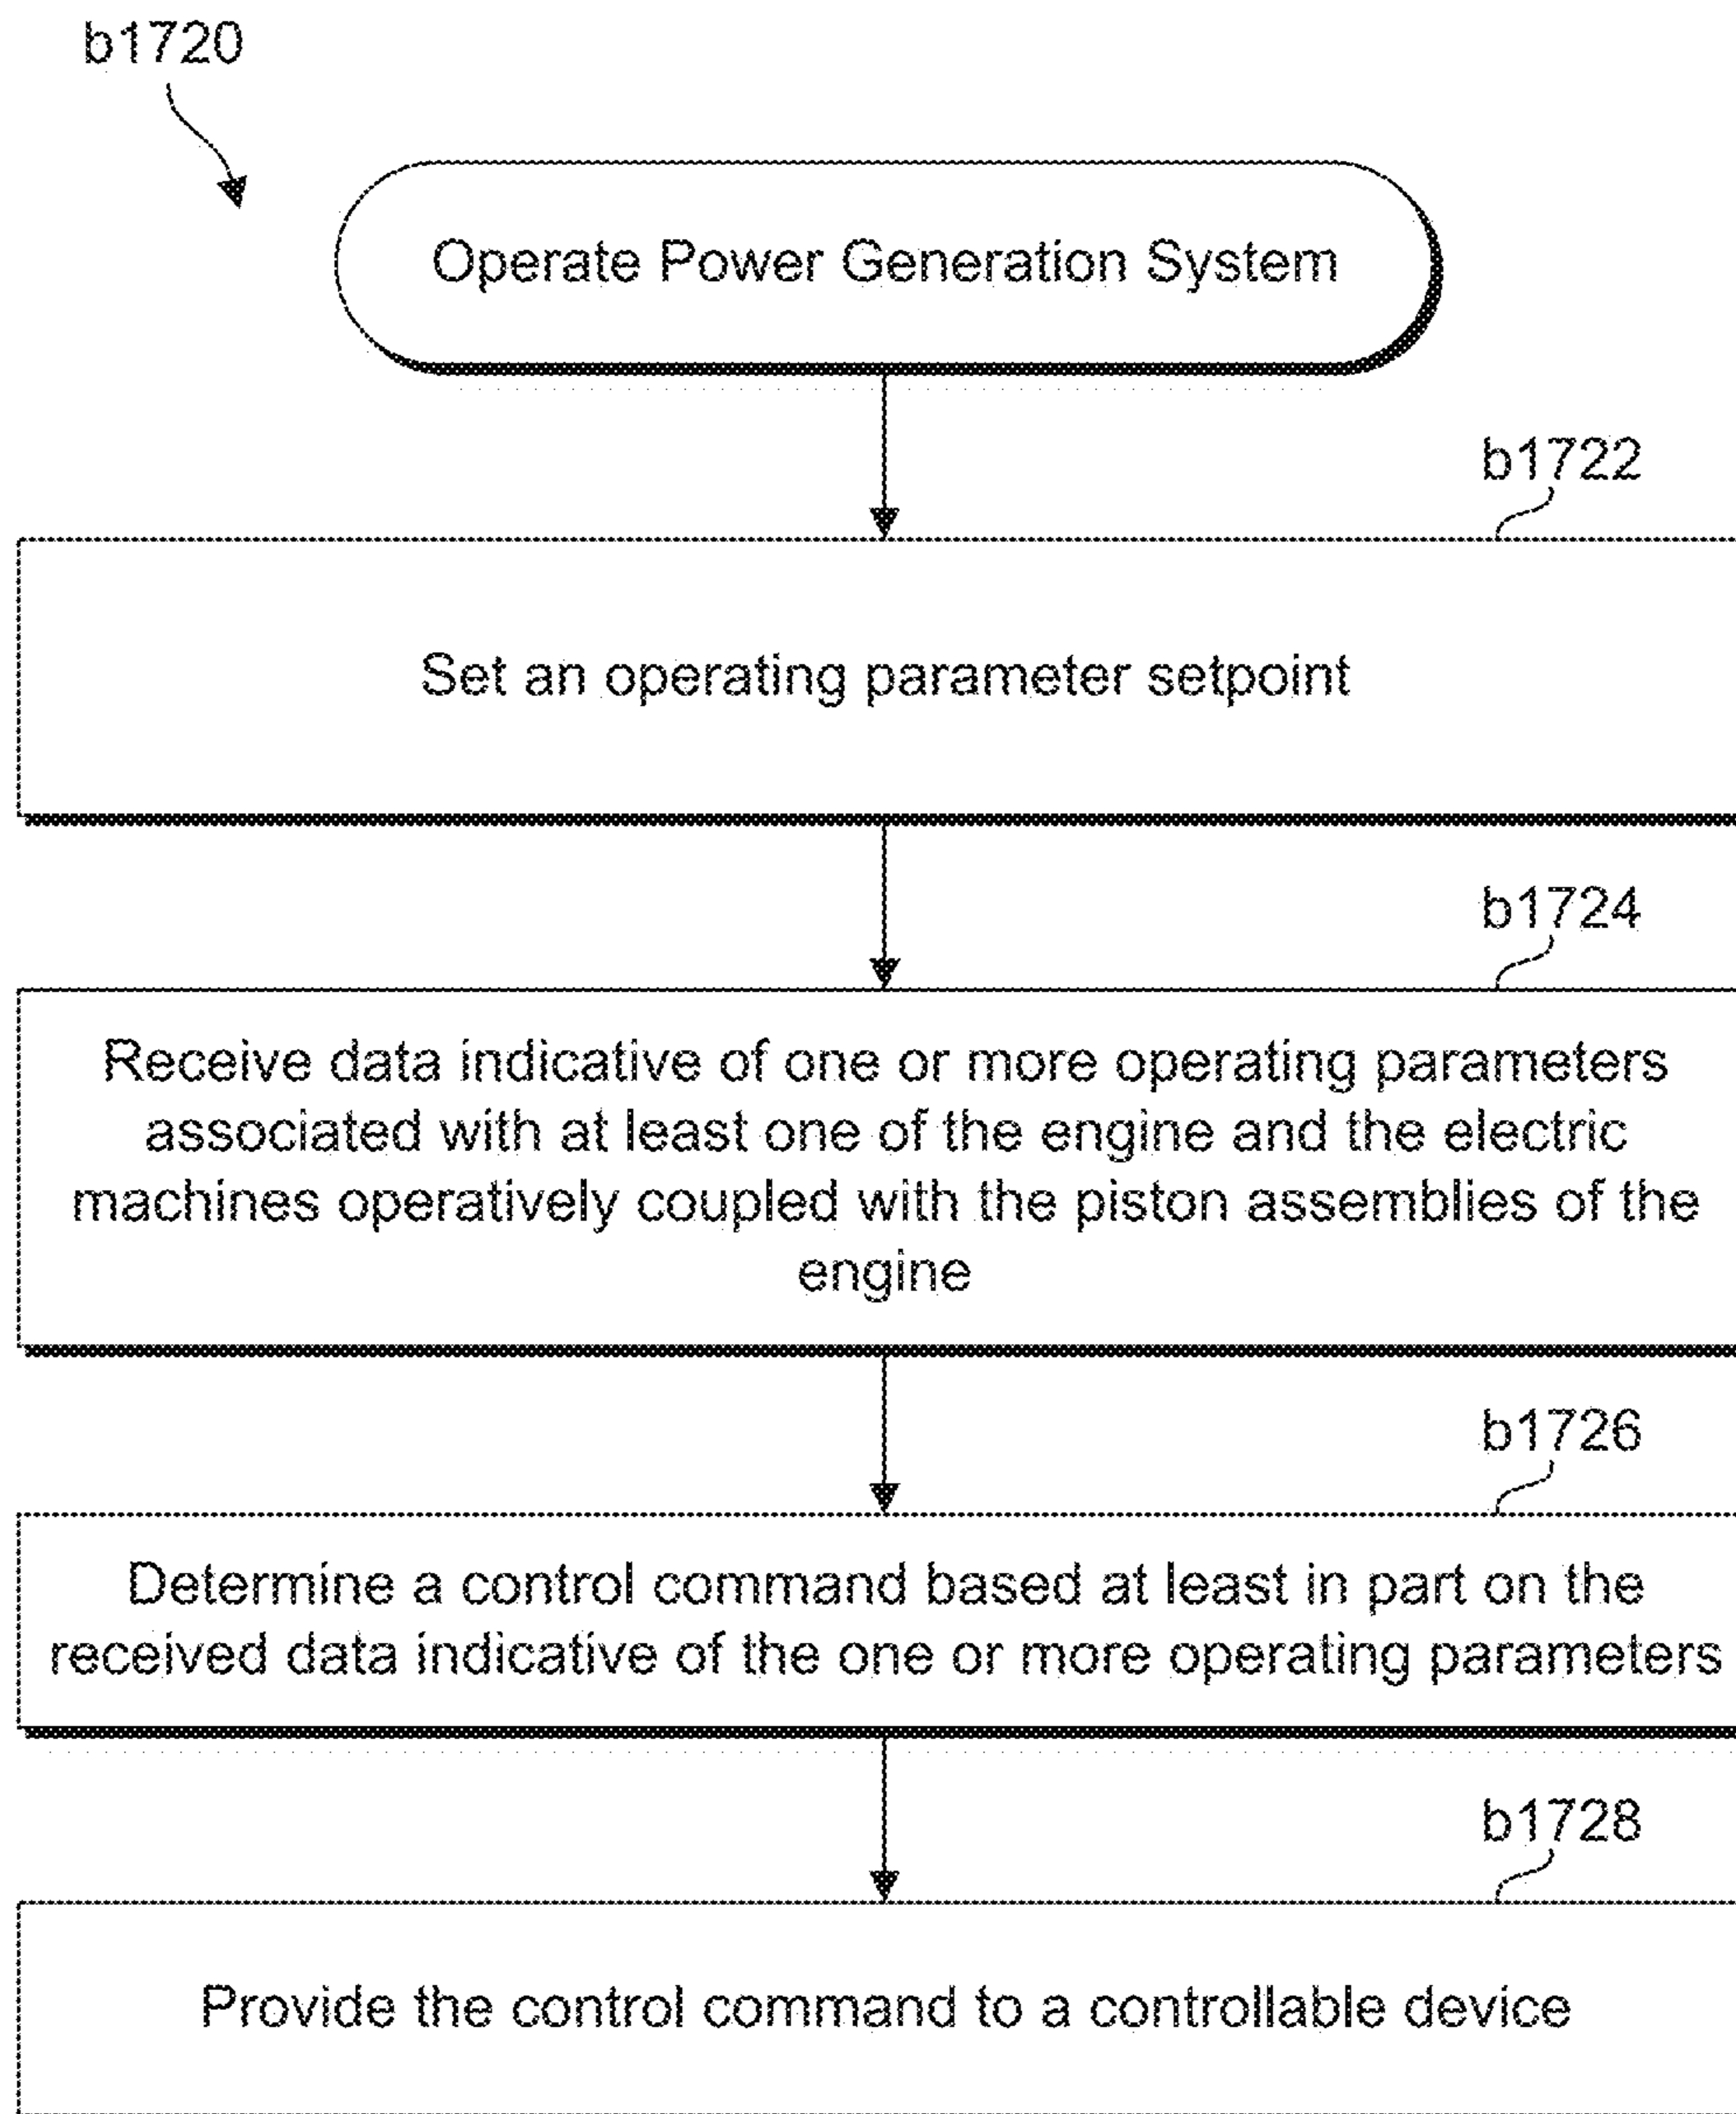 b1720
Operate Power Generation System
b1722
Set an operating parameter setpoint
b1724
Receive data indicative of one or more operating parameters
associated with at least one of the engine and the electric
machines operatively coupled with the piston assemblies of the
engine
b1726
Determine a control command based at least in part on the
received data indicative of the one or more operating parameters
b1728
Provide the control command to a controllable device